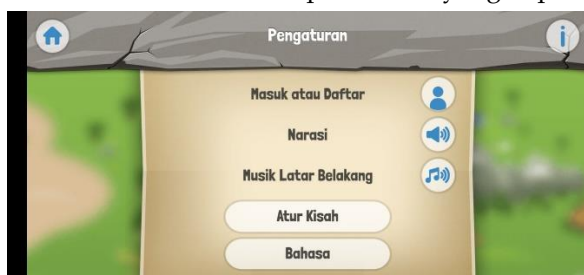 Pengaturan
i
Masuk atau Daftar
Narasi
Musik Latar Belakang
Atur Kisah
Bahasa